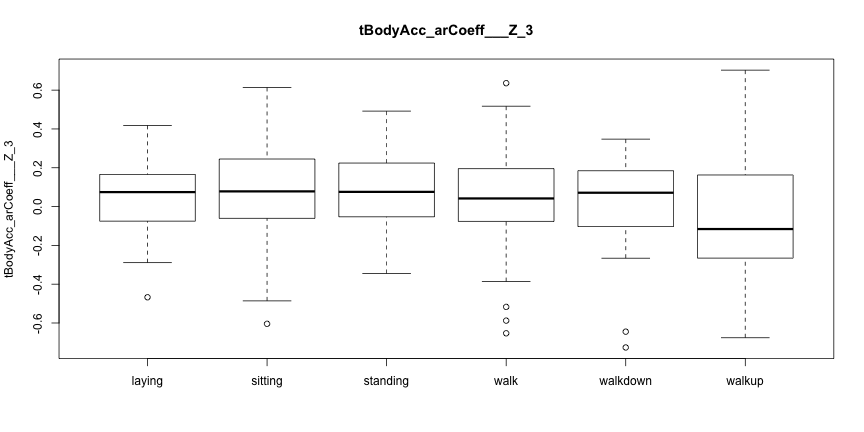 tBodyAcc_arCoeff___Z_3
tBodyAcc_arCoeff___Z_3
0.6
0.4
0.2
0.0
-0.2
-0.4
-0.6
laying sitting standing walk walkdown walkup